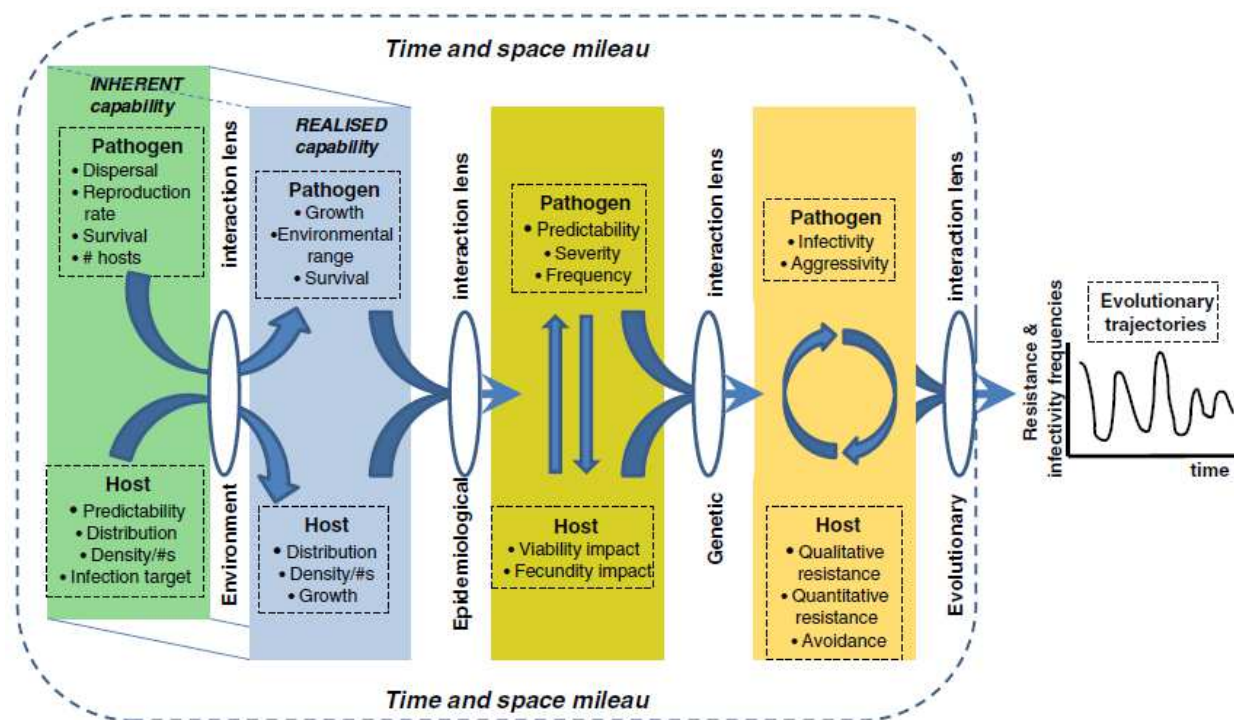 Time and space mileau
INHERENT
capability
Pathogen
• Dispersal
• Reproduction
rate
• Survival
• # hosts
Host
• Predictability
• Distribution
• Density/#s
• Infection target
interaction lens
Environment
REALISED
capability
Pathogen
• Growth
• Environmental
range
• Survival
Host
• Distribution
• Density/#s
• Growth
interaction lens
Epidemiological
Pathogen
• Predictability
• Severity
• Frequency
Host
• Viability impact
• Fecundity impact
interaction lens
Genetic
Pathogen
• Infectivity
• Aggressivity
Host
• Qualitative
resistance
• Quantitative
resistance
• Avoidance
interaction lens
Evolutionary
Evolutionary
trajectories
Resistance &
infectivity frequencies
time
Time and space mileau